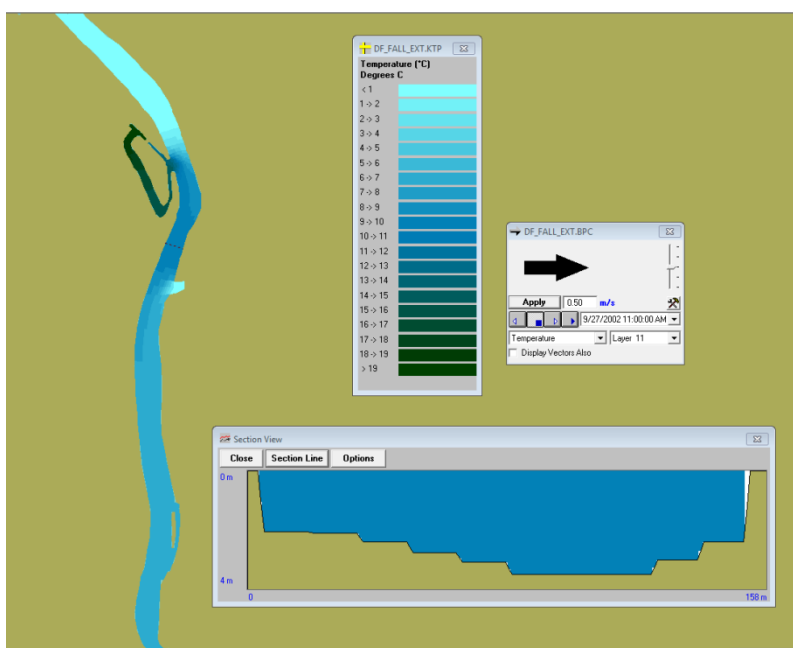 DF_FALL_EXT.KTP
Temperature (°C)
Degrees C
< 1
1 -> 2
2 -> 3
3 -> 4
4 -> 5
5 -> 6
6 -> 7
7 -> 8
8 -> 9
9 -> 10
10 -> 11
11 -> 12
12 -> 13
13 -> 14
14 -> 15
15 -> 16
16 -> 17
17 -> 18
18 -> 19
> 19
DF_FALL_EXT.BPC
Apply 0.50 m/s
9/27/2002 11:00:00 AM
Temperature Layer 11
Display Vectors Also
Section View
Close Section Line Options
0 m
4 m
0 158 m